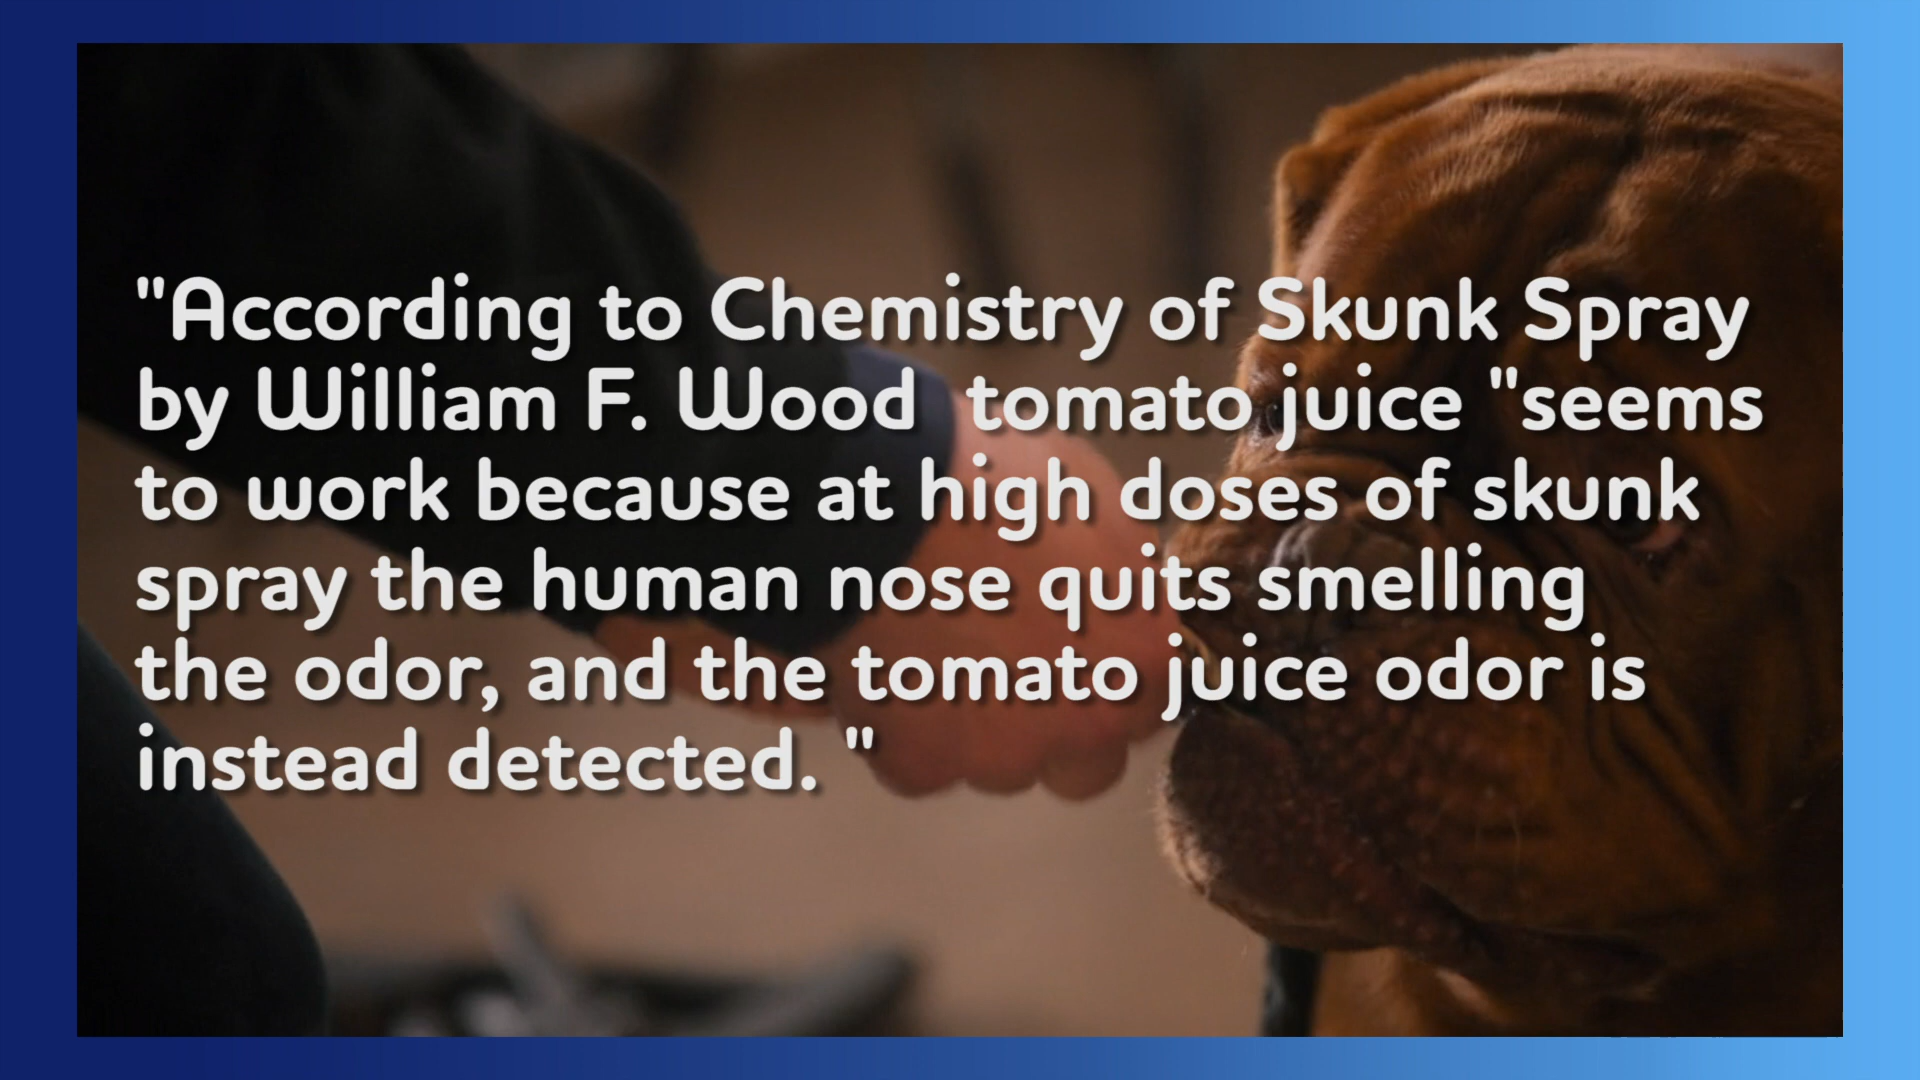 "According to Chemistry of Skunk Spray
by William F. Wood  tomato juice "seems
to work because at high doses of skunk
spray the human nose quits smelling
the odor, and the tomato juice odor is
instead detected. "